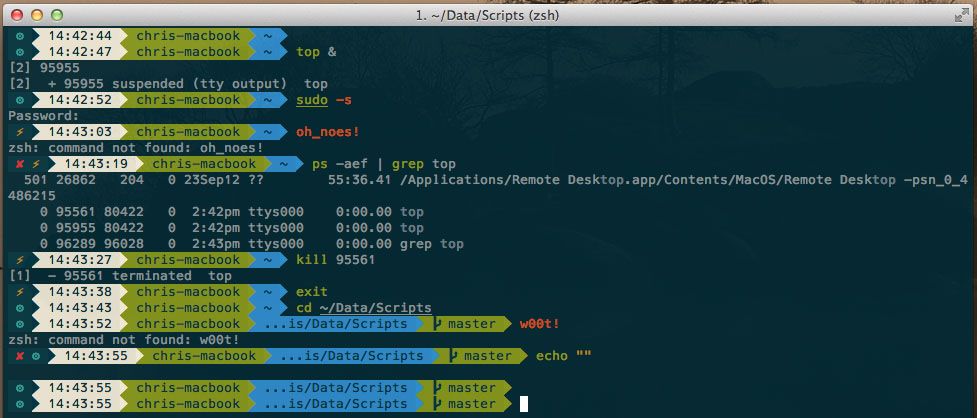 1. ~/Data/Scripts (zsh)
⚙ 14:42:44 chris-macbook ~
⚙ 14:42:47 chris-macbook ~ top &
[2] 95955
[2]  + 95955 suspended (tty output)  top
⚙ 14:42:52 chris-macbook ~ sudo -s
Password:
⚡ 14:43:03 chris-macbook ~ oh_noes!
zsh: command not found: oh_noes!
✘ ⚡ 14:43:19 chris-macbook ~ ps -aef | grep top
501 26862   204   0 23Sep12 ??        55:36.41 /Applications/Remote Desktop.app/Contents/MacOS/Remote Desktop -psn_0_4
486215
0 95561 80422   0  2:42pm ttys000    0:00.00 top
0 95955 80422   0  2:42pm ttys000    0:00.00 top
0 96289 96028   0  2:43pm ttys000    0:00.00 grep top
⚡ 14:43:27 chris-macbook ~ kill 95561
[1]  - 95561 terminated  top
⚡ 14:43:38 chris-macbook ~ exit
⚙ 14:43:43 chris-macbook ~ cd ~/Data/Scripts
⚙ 14:43:52 chris-macbook ...is/Data/Scripts master w00t!
zsh: command not found: w00t!
✘ ⚙ 14:43:55 chris-macbook ...is/Data/Scripts master echo ""
⚙ 14:43:55 chris-macbook ...is/Data/Scripts master
⚙ 14:43:55 chris-macbook ...is/Data/Scripts master